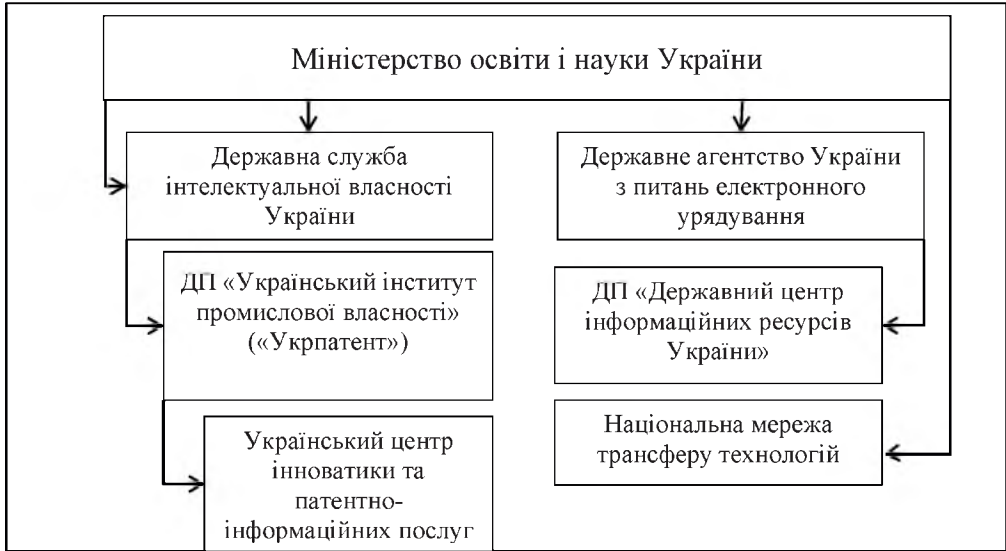 Міністерство освіти і науки України
Державна служба
інтелектуальної власності
України
ДП «Український інститут
промислової власності»
(«Укрпатент»)
Український центр
інноватики та
патентно-
інформаційних послуг
Державне агентство України
з питань електронного
урядування
ДП «Державний центр
інформаційних ресурсів
України»
Національна мережа
трансферу технологій